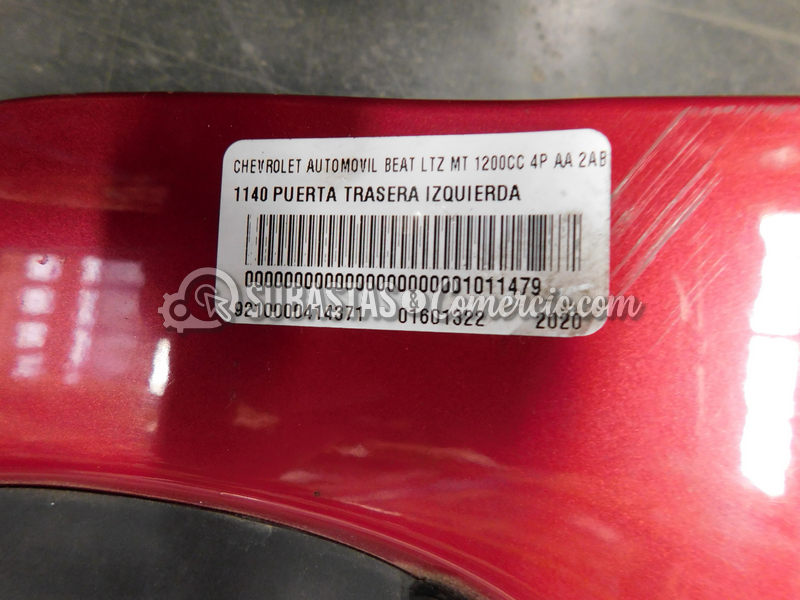 CHEVROLET AUTOMOVIL BEAT LTZ MT 1200CC 4P AA 2AB
1140 PUERTA TRASERA IZQUIERDA
0000000000000000000001011479
SUBASTAS&Comercio.com
9210000414371 01601322 2020